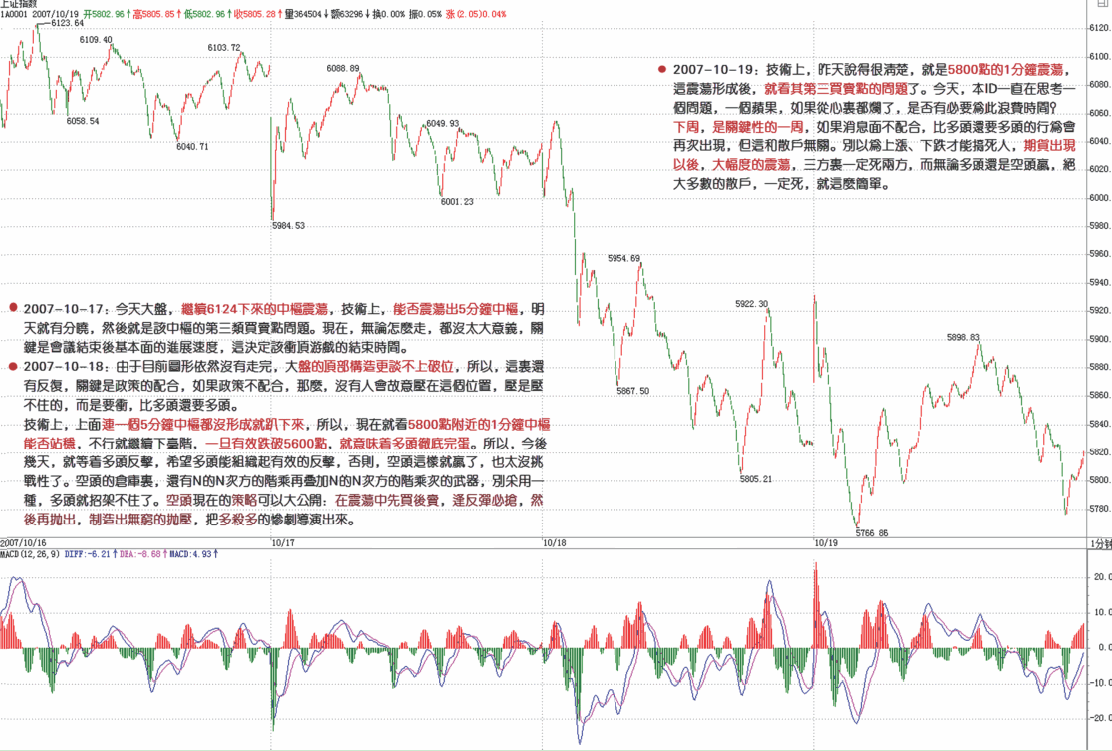 上证指数
1A0001 2007/10/19 开5802.96↑高5805.85↑低5802.96↑收5805.28↑量364504↓额63296↓换0.00% 振0.05% 涨(2.05)0.04%
6123.64
6109.40
6103.72
6088.89
6058.54
6040.71
6049.93
6001.23
5984.53
5954.69
5922.30
5898.83
5867.50
5805.21
5766.86
● 2007-10-19：技術上，昨天說得很清楚，就是5800點的1分鐘震蕩，
這震蕩形成後，就看其第三買賣點的問題了。今天，本ID一直在思考一
個問題，一個蘋果，如果從心裏都爛了，是否有必要爲此浪費時間？
下周，是關鍵性的一周，如果消息面不配合，比多頭還要多頭的行爲會
再次出現，但這和散戶無關。別以爲上漲、下跌才能搞死人，期貨出現
以後，大幅度的震蕩，三方裏一定死兩方，而無論多頭還是空頭贏，絕
大多數的散戶，一定死，就這麼簡單。
● 2007-10-17：今天大盤，繼續6124下來的中樞震蕩，技術上，能否震蕩出5分鐘中樞，明
天就有分曉，然後就是該中樞的第三類買賣點問題。現在，無論怎麼走，都沒太大意義，關
鍵是會議結束後基本面的進展速度，這決定該衝頂游戲的結束時間。
● 2007-10-18：由于目前圖形依然沒有走完，大盤的頂部構造更談不上破位，所以，這裏還
有反復，關鍵是政策的配合，如果政策不配合，那麼，沒有人會故意壓在這個位置，壓是壓
不住的，而是要衝，比多頭還要多頭。
技術上，上面連一個5分鐘中樞都沒形成就趴下來，所以，現在就看5800點附近的1分鐘中樞
能否站穩，不行就繼續下臺階，一旦有效跌破5600點，就意味着多頭徹底完蛋。所以，今後
幾天，就等着多頭反擊，希望多頭能組織起有效的反擊，否則，空頭這樣就贏了，也太沒挑
戰性了。空頭的倉庫裏，還有N的N次方的階乘再疊加N的N次方的階乘次的武器，別采用一
種，多頭就招架不住了。空頭現在的策略可以大公開：在震蕩中先買後賣，逢反彈必搶，然
後再拋出，制造出無窮的拋壓，把多殺多的慘劇導演出來。
6120.
6100.
6080.
6060.
6040.
6020.
6000.
5980.
5960.
5940.
5920.
5900.
5880.
5860.
5840.
5820.
5800.
5780.
2007/10/16 10/17 10/18 10/19 1分钟
MACD(12,26,9) DIFF:-6.21↑DEA:-8.68↑MACD:4.93↑
20.0
10.0
0.0
-10.0
-20.0